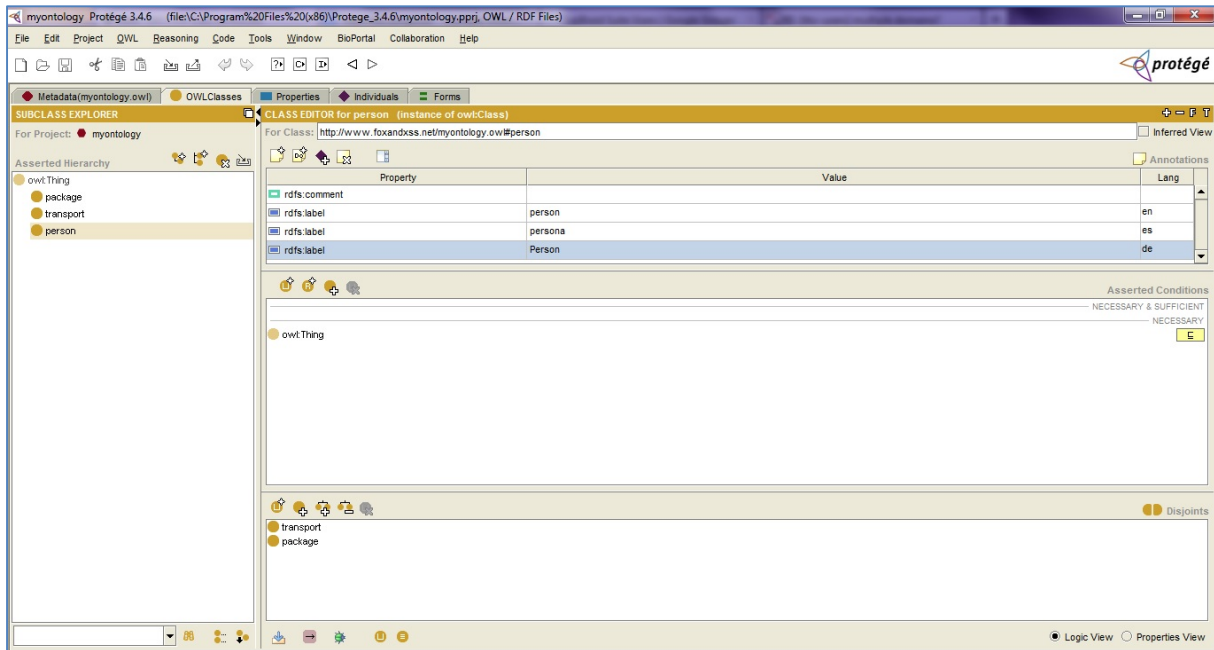 myontology Protégé 3.4.6 (file:\C:\Program%20Files%20(x86)\Protege_3.4.6\myontology.pprj, OWL / RDF Files)
File Edit Project OWL Reasoning Code Tools Window BioPortal Collaboration Help
protégé
Metadata(myontology.owl) OWLClasses Properties Individuals Forms
SUBCLASS EXPLORER
CLASS EDITOR for person (instance of owl:Class)
For Project: myontology
For Class: http://www.foxandxss.net/myontology.owl#person
Inferred View
Asserted Hierarchy
Annotations
Property Value Lang
owl:Thing
package
transport
person
rdfs:comment
rdfs:label person en
rdfs:label persona es
rdfs:label Person de
Asserted Conditions
NECESSARY & SUFFICIENT
NECESSARY
owl:Thing
Disjoints
transport
package
Logic View Properties View